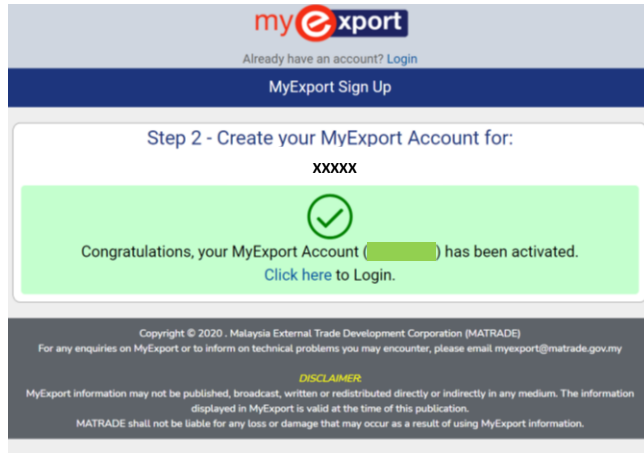 myexport
Already have an account? Login
MyExport Sign Up
Step 2 - Create your MyExport Account for:
XXXXX
Congratulations, your MyExport Account ( ) has been activated.
Click here to Login.
Copyright © 2020 . Malaysia External Trade Development Corporation (MATRADE)
For any enquiries on MyExport or to inform on technical problems you may encounter, please email myexport@matrade.gov.my
DISCLAIMER:
MyExport information may not be published, broadcast, written or redistributed directly or indirectly in any medium. The information
displayed in MyExport is valid at the time of this publication.
MATRADE shall not be liable for any loss or damage that may occur as a result of using MyExport information.